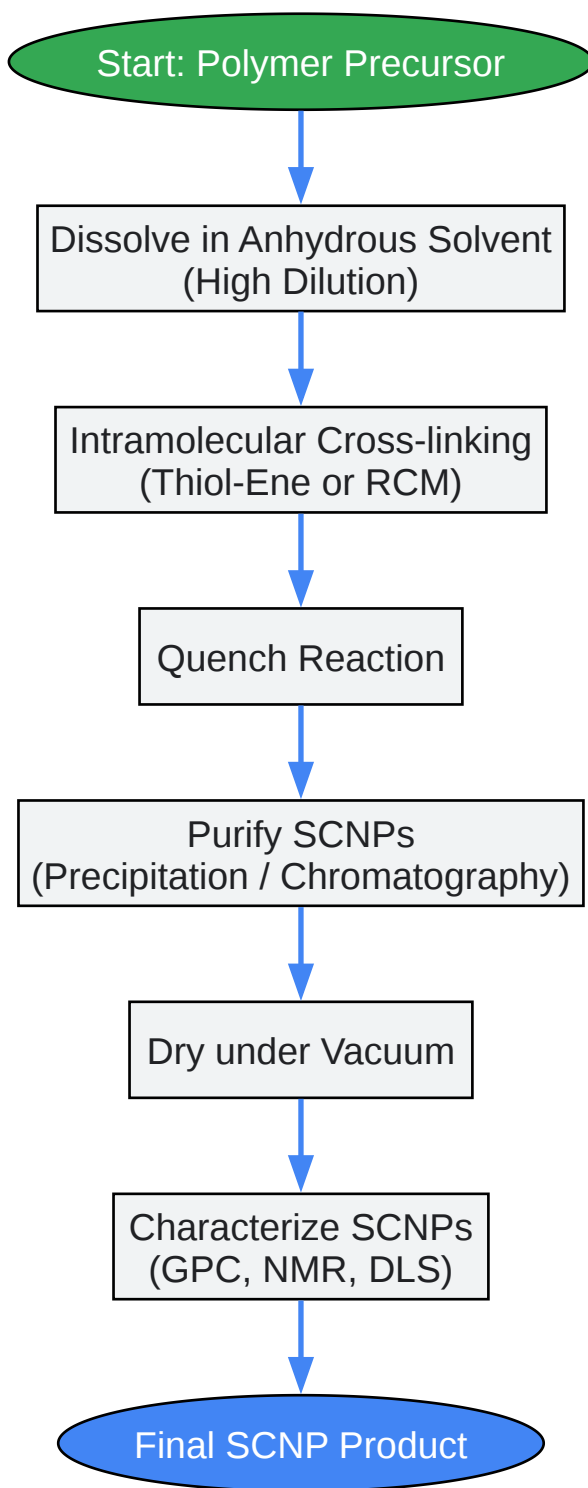 Start: Polymer Precursor
Dissolve in Anhydrous Solvent
(High Dilution)
Intramolecular Cross-linking
(Thiol-Ene or RCM)
Quench Reaction
Purify SCNPs
(Precipitation / Chromatography)
Dry under Vacuum
Characterize SCNPs
(GPC, NMR, DLS)
Final SCNP Product